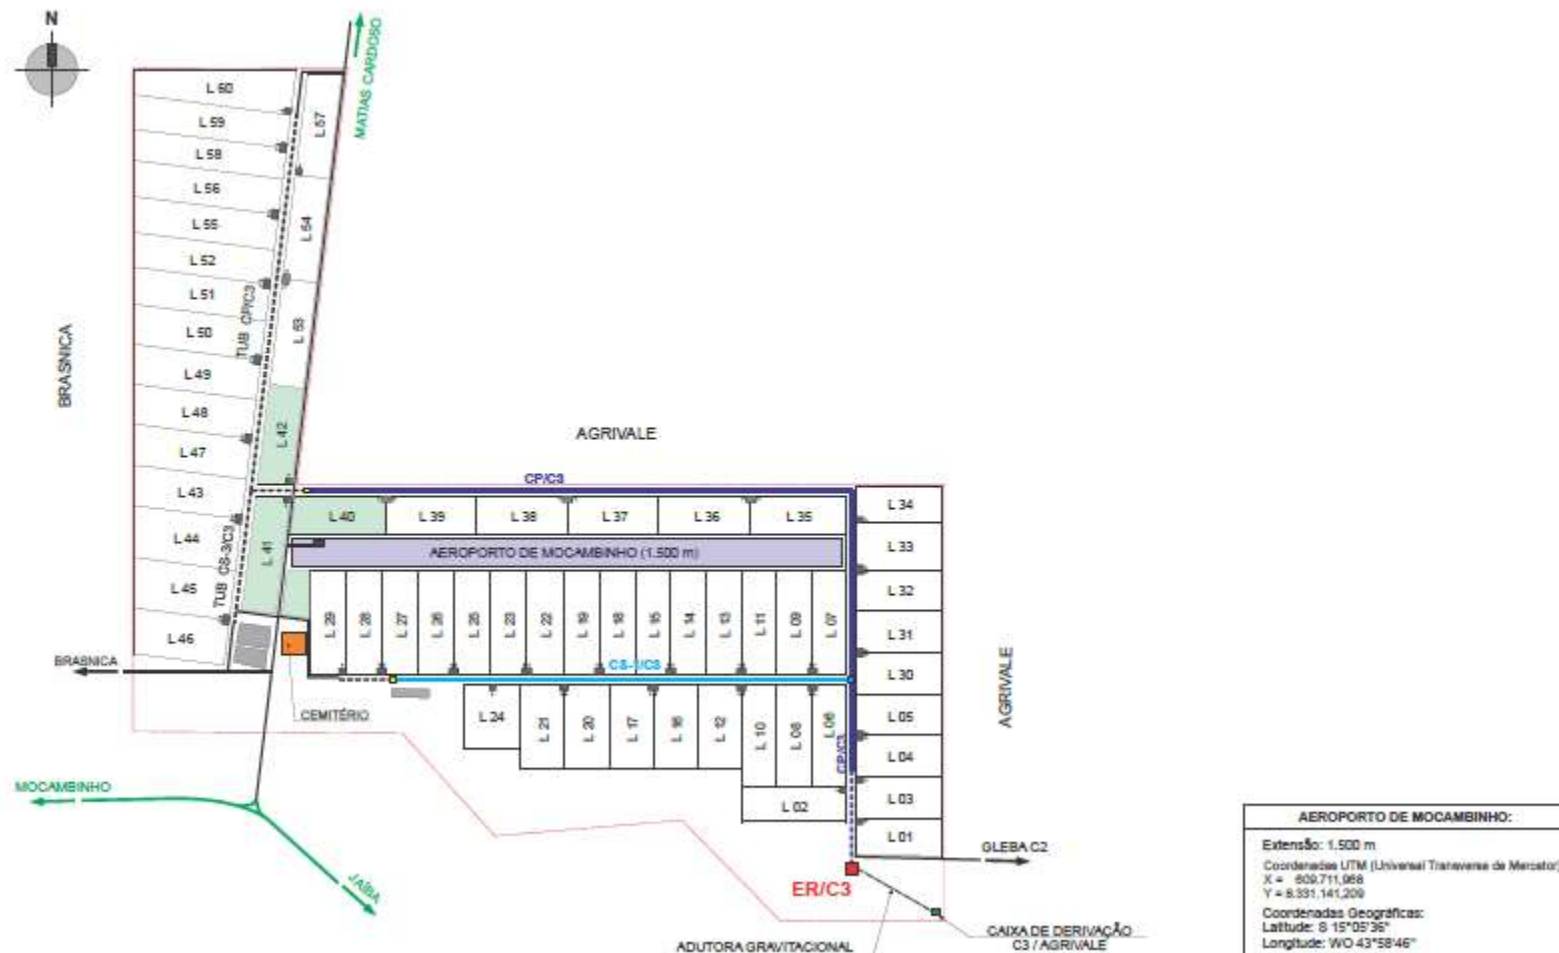 N
MATIAS CARDOSO
L 60
L 59
L 58
L 56
L 55
L 52
L 51
L 50
L 49
L 48
L 47
L 43
L 44
L 45
L 46
L 57
L 54
L 53
L 42
L 41
TUB CP/C3
TUB CS-3/C3
BRASNICA
AGRIVALE
CP/C3
L 40
L 39
L 38
L 37
L 36
L 35
AEROPORTO DE MOCAMBINHO (1.500 m)
L 34
L 33
L 32
L 31
L 30
L 05
L 04
L 03
L 01
L 29
L 28
L 27
L 26
L 25
L 23
L 22
L 19
L 18
L 15
L 14
L 13
L 11
L 09
L 07
CS-1/C3
L 24
L 21
L 20
L 17
L 16
L 12
L 10
L 08
L 06
CP/C3
L 02
AGRIVALE
BRASNICA
CEMITÉRIO
MOCAMBINHO
JAÍBA
GLEBA C2
ER/C3
ADUTORA GRAVITACIONAL
CAIXA DE DERIVAÇÃO
C3 / AGRIVALE
AEROPORTO DE MOCAMBINHO:
Extensão: 1.500 m
Coordenadas UTM (Universal Transverse de Mercator)
X = 609.711,968
Y = 8.331.141,209
Coordenadas Geográficas:
Latitude: S 15°05'36"
Longitude: WO 43°58'46"